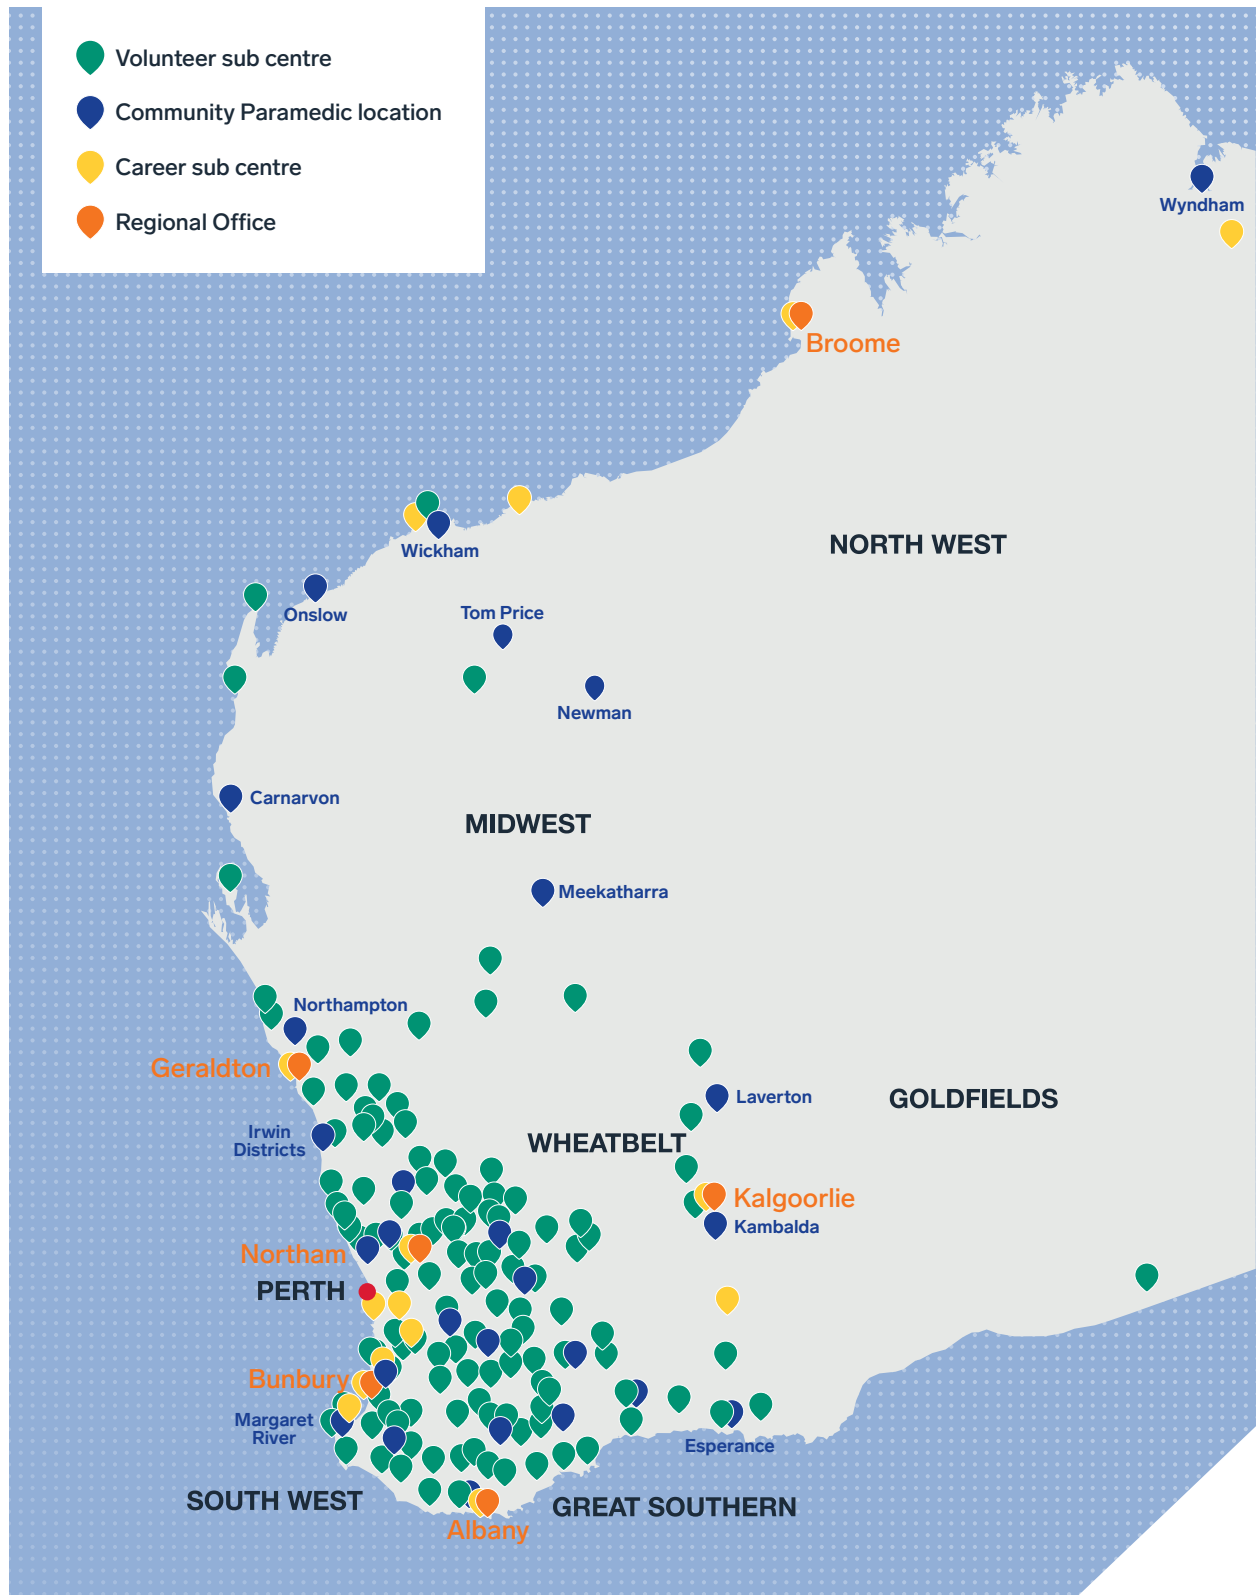 Volunteer sub centre
Community Paramedic location
Career sub centre
Regional Office
Wyndham
Broome
NORTH WEST
Wickham
Onslow
Tom Price
Newman
Carnarvon
MIDWEST
Meekatharra
Northampton
Geraldton
Laverton
GOLDFIELDS
Irwin
Districts
WHEATBELT
Kalgoorlie
Kambalda
Northam
PERTH
Bunbury
Margaret
River
Esperance
SOUTH WEST
GREAT SOUTHERN
Albany